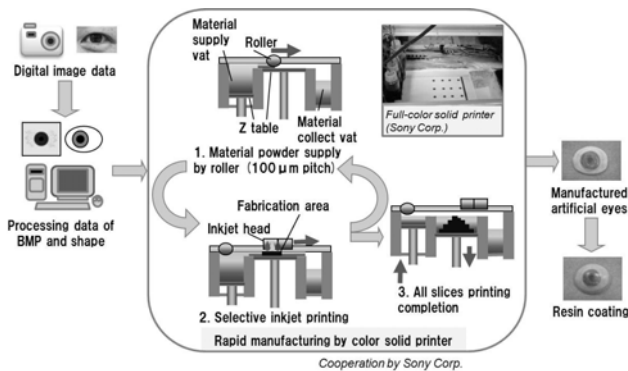 Digital image data
Processing data of
BMP and shape
Material
supply
vat
Roller
Z table
Material
collect vat
1. Material powder supply
by roller (100 μm pitch)
Full-color solid printer
(Sony Corp.)
Fabrication area
Inkjet head
2. Selective inkjet printing
3. All slices printing
completion
Rapid manufacturing by color solid printer
Cooperation by Sony Corp.
Manufactured
artificial eyes
Resin coating